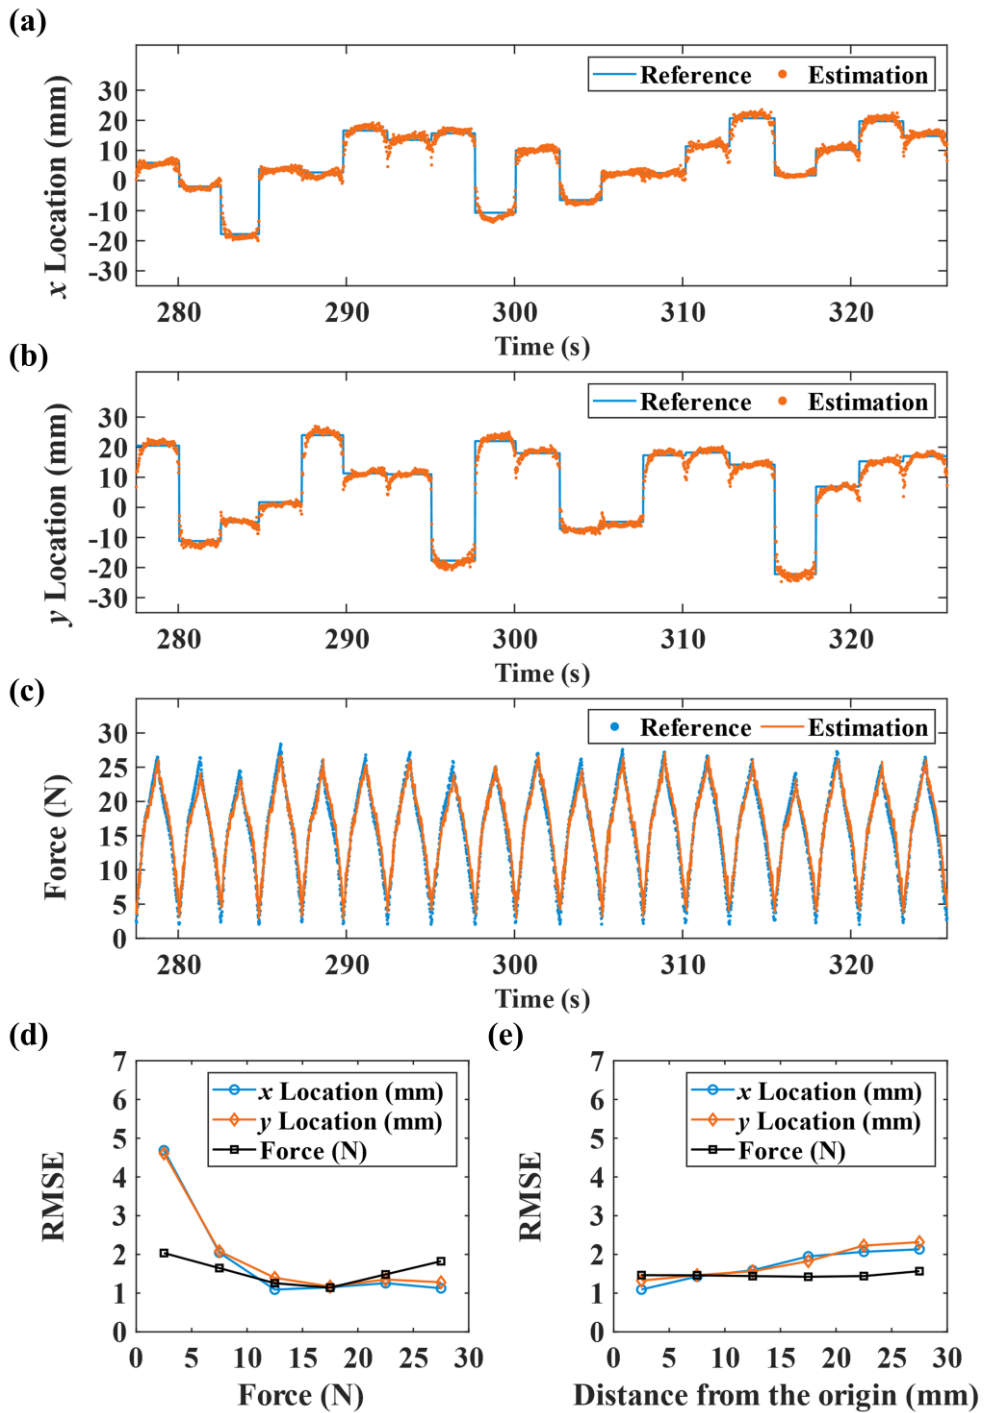 (a)
x Location (mm)
30
20
10
0
-10
-20
-30
Reference
Estimation
280
290
300
310
320
Time (s)
(b)
y Location (mm)
30
20
10
0
-10
-20
-30
Reference
Estimation
280
290
300
310
320
Time (s)
(c)
Force (N)
30
25
20
15
10
5
0
Reference
Estimation
280
290
300
310
320
Time (s)
(d)
RMSE
7
6
5
4
3
2
1
0
x Location (mm)
y Location (mm)
Force (N)
0
5
10
15
20
25
30
Force (N)
(e)
RMSE
7
6
5
4
3
2
1
0
x Location (mm)
y Location (mm)
Force (N)
0
5
10
15
20
25
30
Distance from the origin (mm)